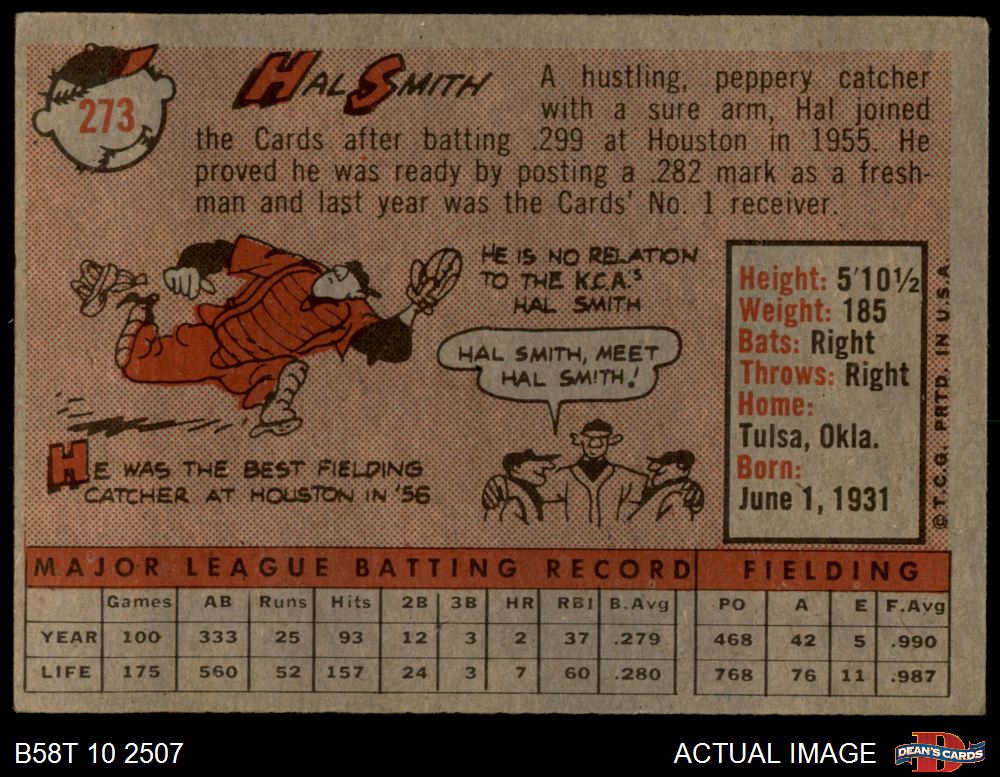 273
HAL SMITH
A hustling, peppery catcher
with a sure arm, Hal joined
the Cards after batting .299 at Houston in 1955. He
proved he was ready by posting a .282 mark as a fresh-
man and last year was the Cards' No. 1 receiver.
HE IS NO RELATION
TO THE K.C.A.'S
HAL SMITH
HAL SMITH, MEET
HAL SMITH!
HE WAS THE BEST FIELDING
CATCHER AT HOUSTON IN '56
Height: 5'10½
Weight: 185
Bats: Right
Throws: Right
Home:
Tulsa, Okla.
Born:
June 1, 1931
© T.C.G. PRTD. IN U.S.A.
MAJOR LEAGUE BATTING RECORD FIELDING
Games AB Runs Hits 2B 3B HR RBI B.Avg PO A E F.Avg
YEAR 100 333 25 93 12 3 2 37 .279 468 42 5 .990
LIFE 175 560 52 157 24 3 7 60 .280 768 76 11 .987
B58T 10 2507 ACTUAL IMAGE DEAN'S CARDS